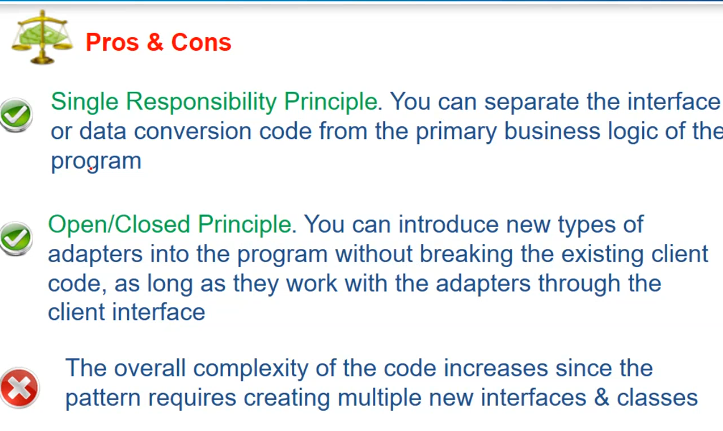 Pros & Cons
Single Responsibility Principle. You can separate the interface
or data conversion code from the primary business logic of the
program
Open/Closed Principle. You can introduce new types of
adapters into the program without breaking the existing client
code, as long as they work with the adapters through the
client interface
The overall complexity of the code increases since the
pattern requires creating multiple new interfaces & classes